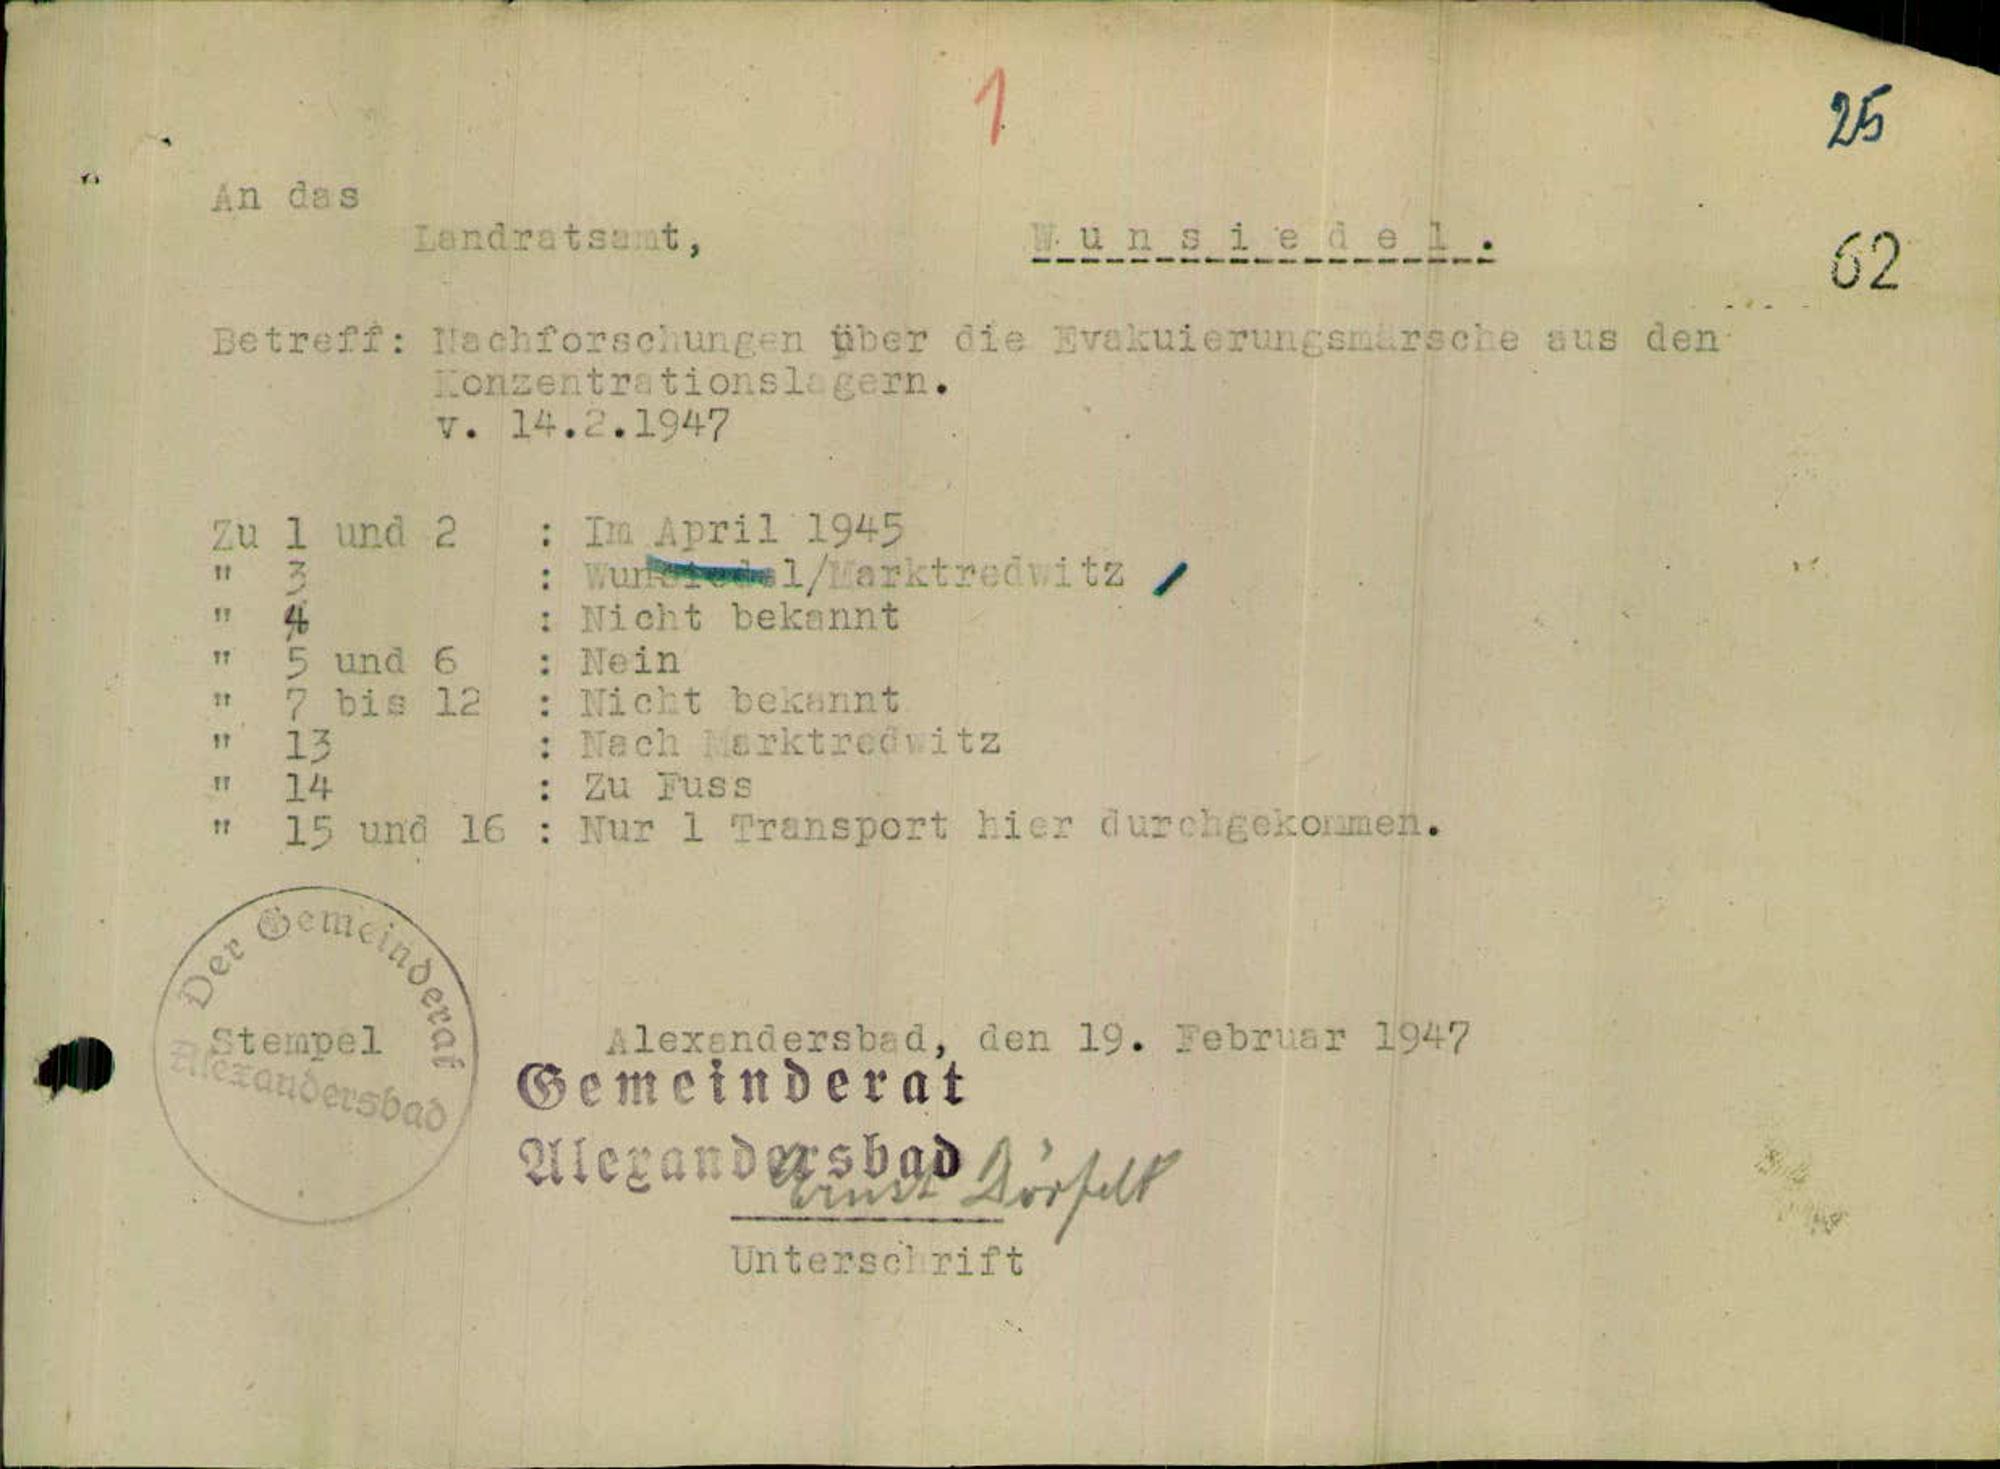 1
25
An das
Landratsamt, Wunsiedel.
62
Betreff: Nachforschungen über die Evakuierungsmärsche aus den
Konzentrationslagern.
v. 14.2.1947
Zu 1 und 2 : Im April 1945
" 3 : Wunsiedel/Marktredwitz
" 4 : Nicht bekannt
" 5 und 6 : Nein
" 7 bis 12 : Nicht bekannt
" 13 : Nach Marktredwitz
" 14 : Zu Fuss
" 15 und 16 : Nur 1 Transport hier durchgekommen.
Der Gemeinderat
Alexandersbad
Stempel
Alexandersbad, den 19. Februar 1947
Gemeinderat
Alexandersbad
Ernst Dörfelt
Unterschrift